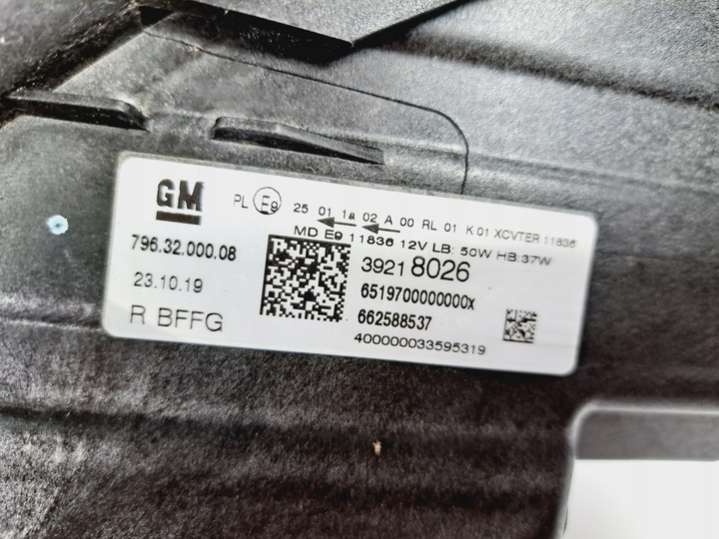 GM
PL E9 25 01 1a 02 A 00 RL 01 K 01 XCVTER 11836
MD E9 11836 12V LB: 50W HB:37W
796.32.000.08
39218026
23.10.19
6519700000000x
R BFFG
662588537
400000033595319